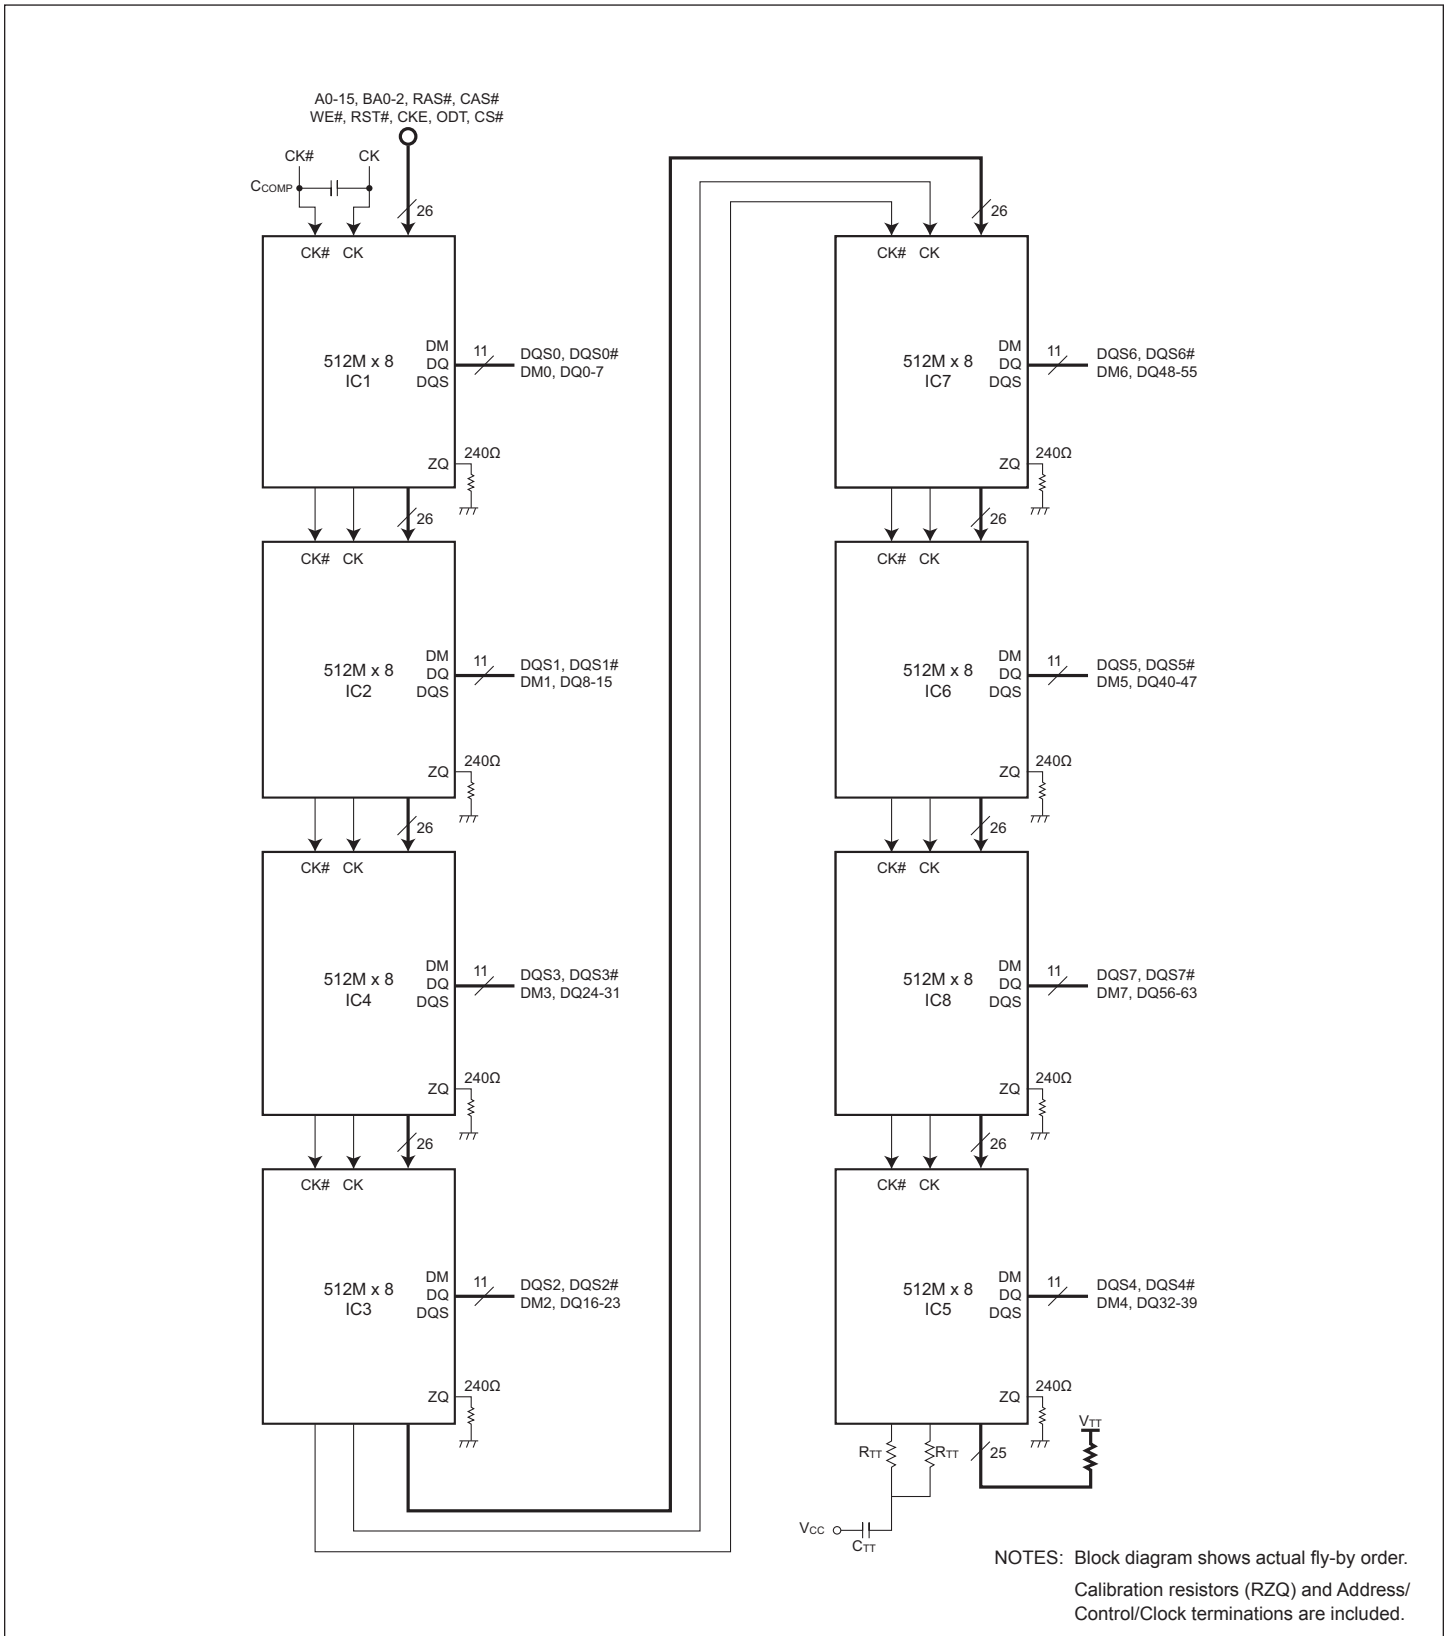 A0-15, BA0-2, RAS#, CAS#
WE#, RST#, CKE, ODT, CS#
CK# CK
CCOMP
26
CK# CK
512M x 8
IC1
DM
DQ
DQS
11
DQS0, DQS0#
DM0, DQ0-7
ZQ
240Ω
26
CK# CK
512M x 8
IC2
DM
DQ
DQS
11
DQS1, DQS1#
DM1, DQ8-15
ZQ
240Ω
26
CK# CK
512M x 8
IC4
DM
DQ
DQS
11
DQS3, DQS3#
DM3, DQ24-31
ZQ
240Ω
26
CK# CK
512M x 8
IC3
DM
DQ
DQS
11
DQS2, DQS2#
DM2, DQ16-23
ZQ
240Ω
26
CK# CK
512M x 8
IC7
DM
DQ
DQS
11
DQS6, DQS6#
DM6, DQ48-55
ZQ
240Ω
26
CK# CK
512M x 8
IC6
DM
DQ
DQS
11
DQS5, DQS5#
DM5, DQ40-47
ZQ
240Ω
26
CK# CK
512M x 8
IC8
DM
DQ
DQS
11
DQS7, DQS7#
DM7, DQ56-63
ZQ
240Ω
26
CK# CK
512M x 8
IC5
DM
DQ
DQS
11
DQS4, DQS4#
DM4, DQ32-39
ZQ
240Ω
RTT
RTT
25
VTT
VCC
CTT
NOTES: Block diagram shows actual fly-by order.
Calibration resistors (RZQ) and Address/
Control/Clock terminations are included.